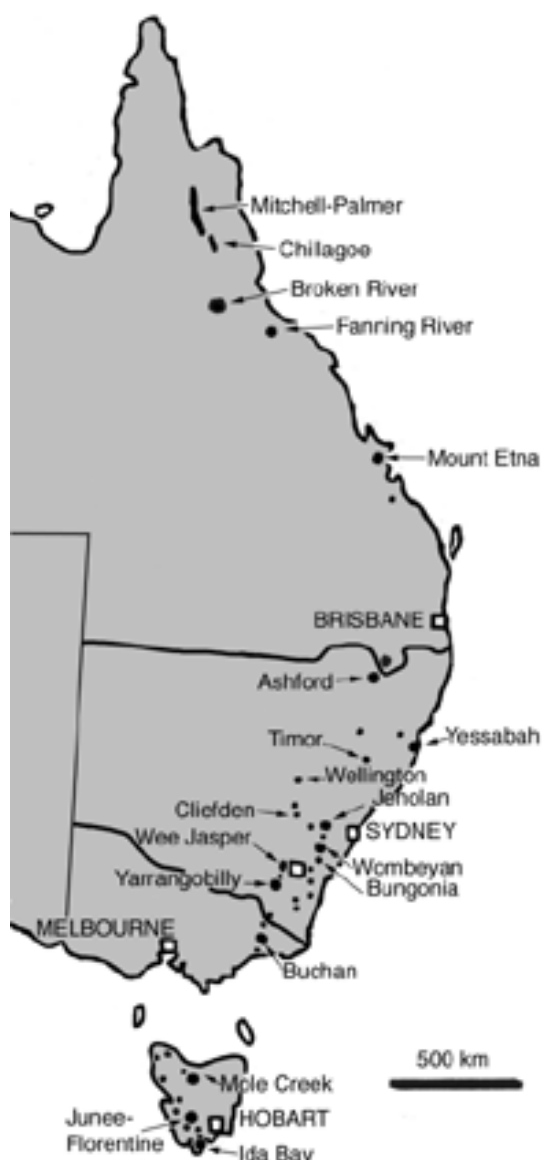 Mitchell-Palmer
Chillagoe
Broken River
Fanning River
Mount Etna
BRISBANE
Ashford
Yessabah
Timor
Wellington
Jenolan
Cliefden
SYDNEY
Wee Jasper
Wombeyan
Yarrangobilly
Bungonia
MELBOURNE
Buchan
500 km
Mole Creek
Junee-
HOBART
Florentine
Ida Bay